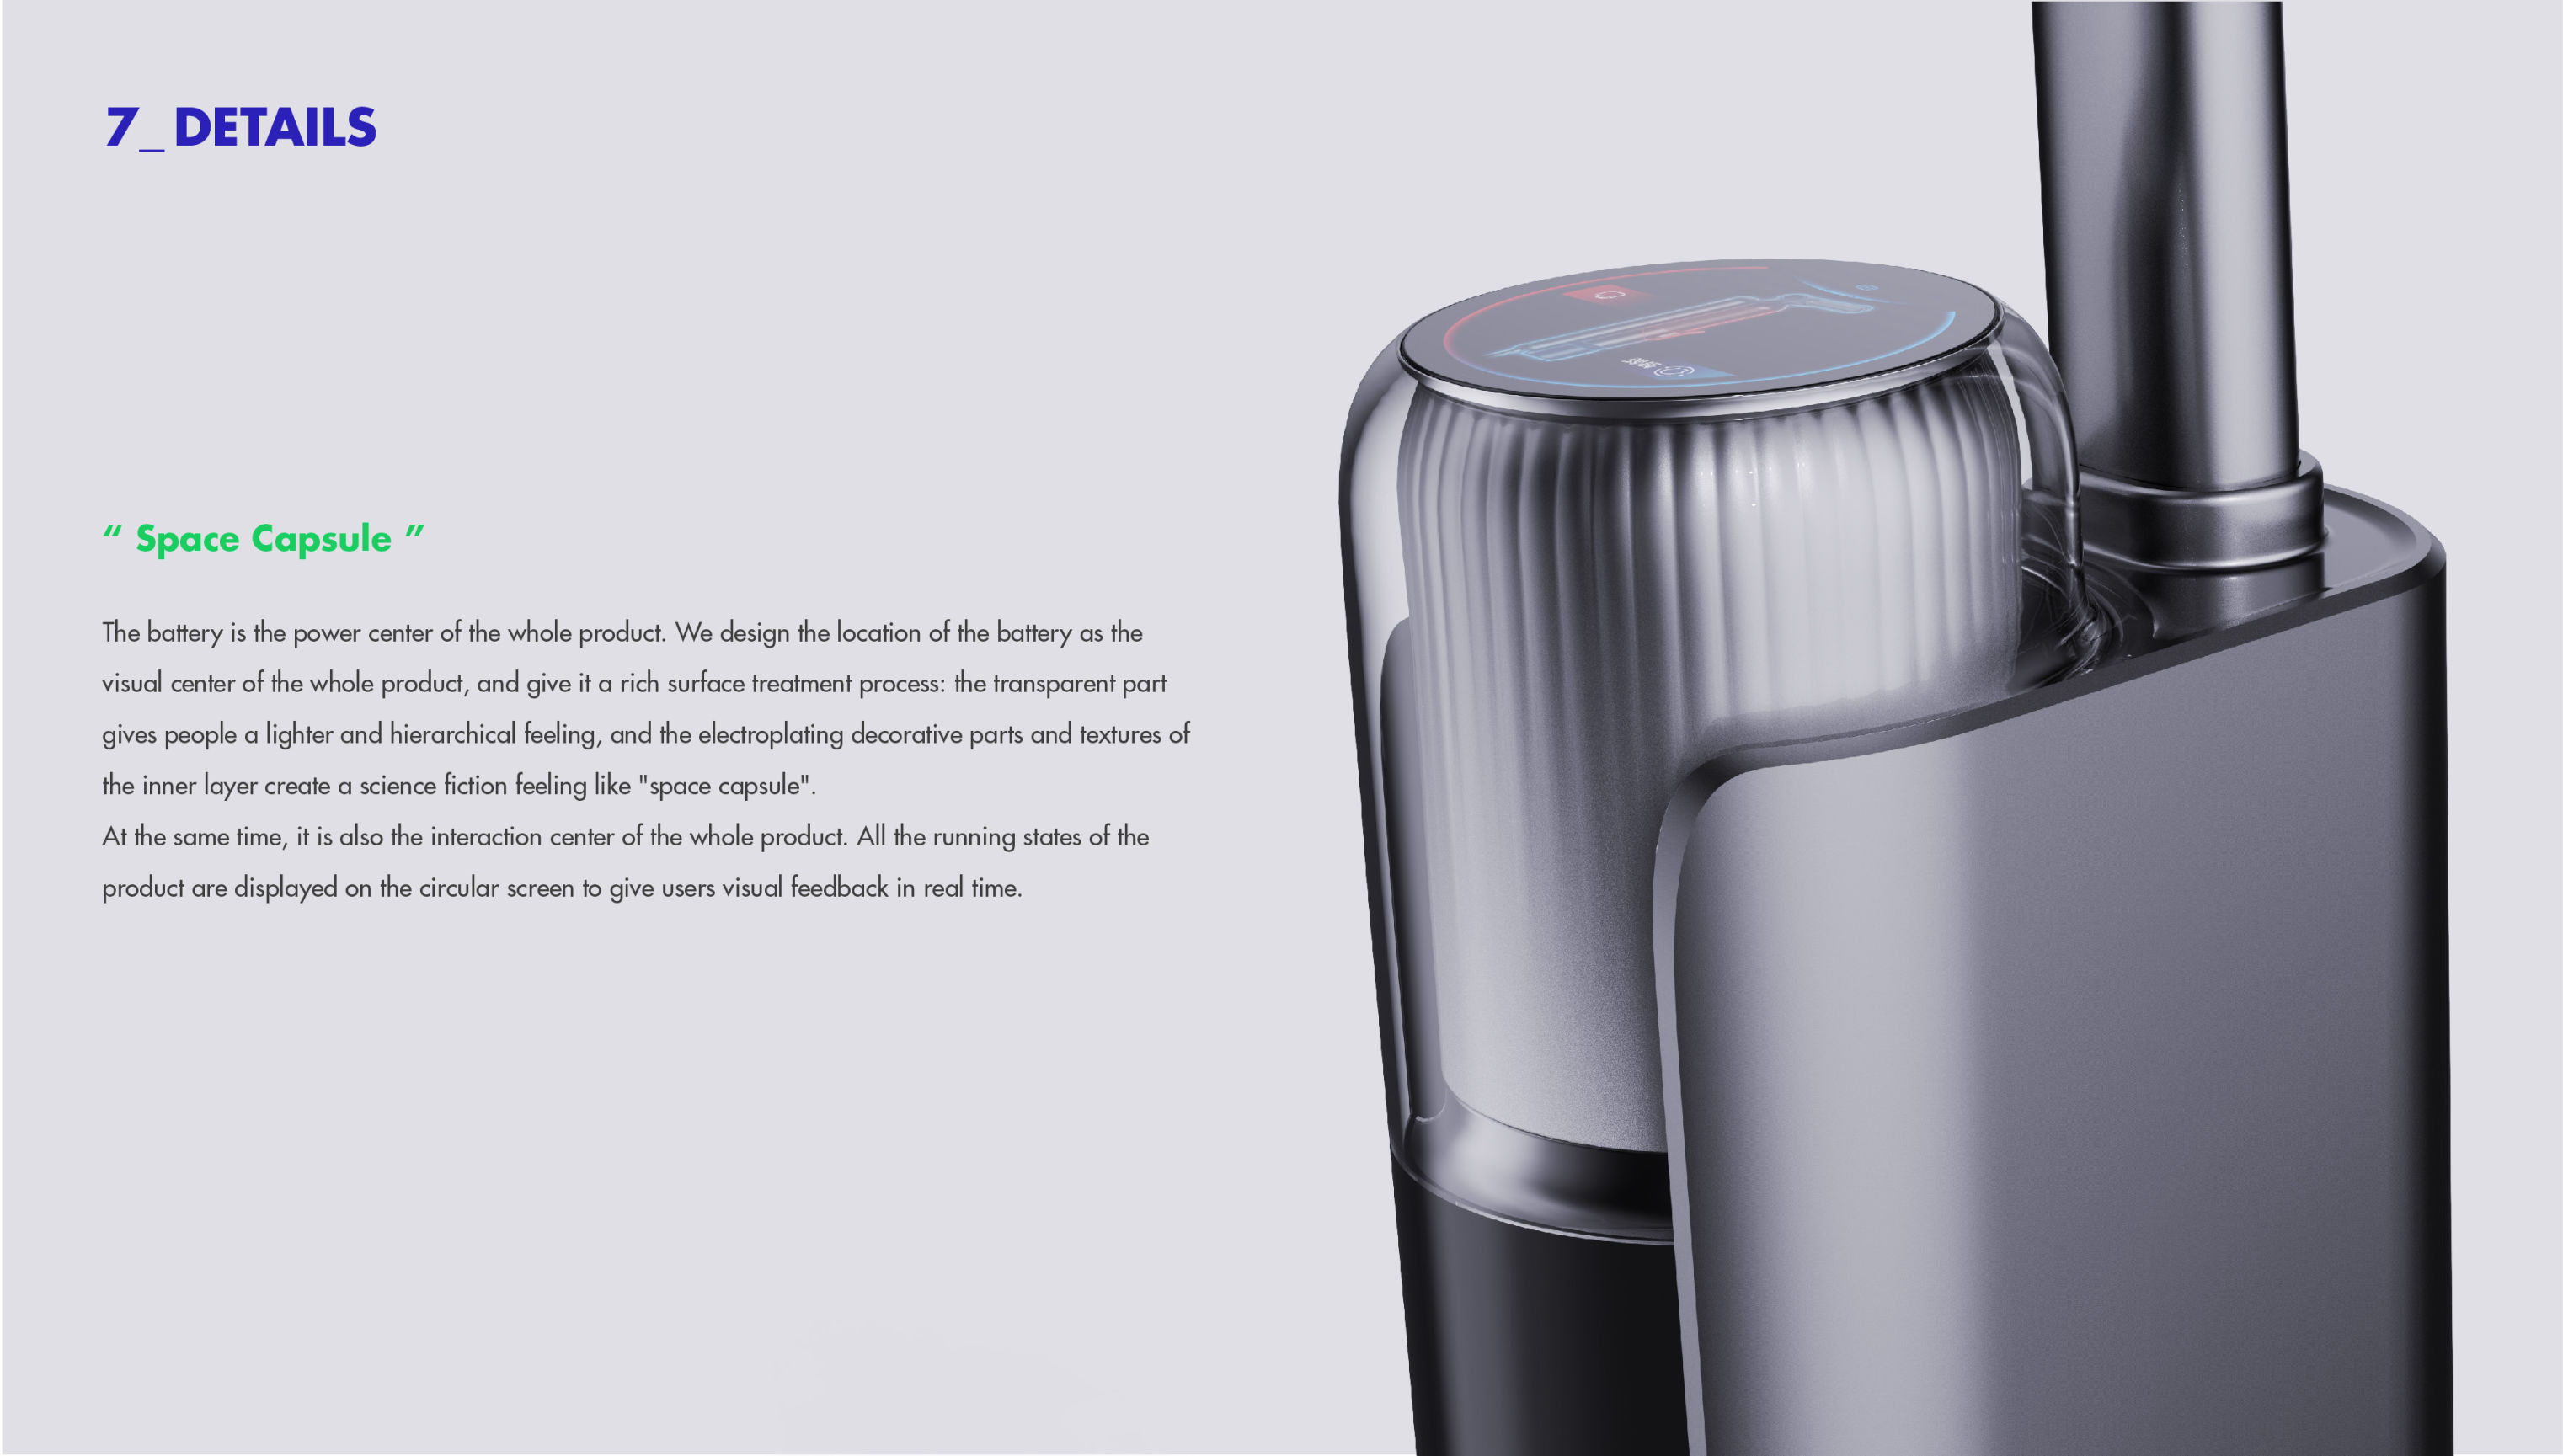 7_ DETAILS
“ Space Capsule ”
The battery is the power center of the whole product. We design the location of the battery as the
visual center of the whole product, and give it a rich surface treatment process: the transparent part
gives people a lighter and hierarchical feeling, and the electroplating decorative parts and textures of
the inner layer create a science fiction feeling like "space capsule".
At the same time, it is also the interaction center of the whole product. All the running states of the
product are displayed on the circular screen to give users visual feedback in real time.